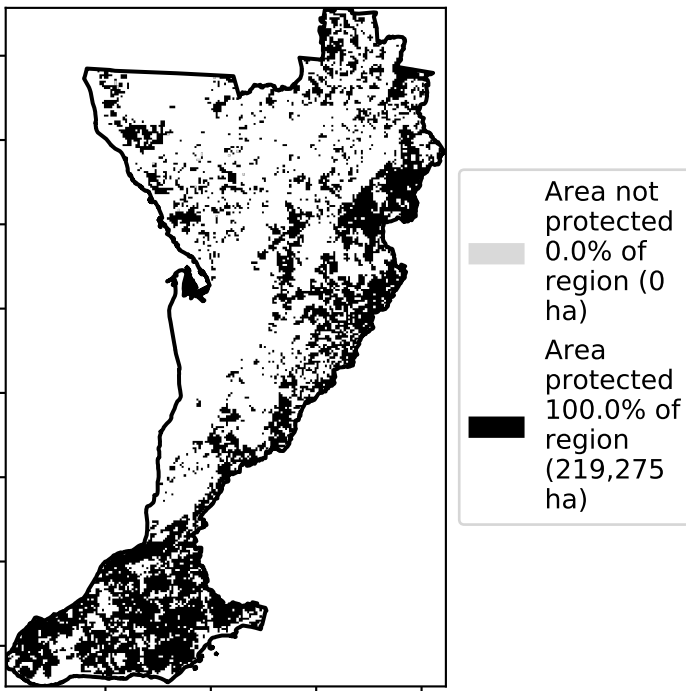 Area not
protected
0.0% of
region (0
ha)
Area
protected
100.0% of
region
(219,275
ha)